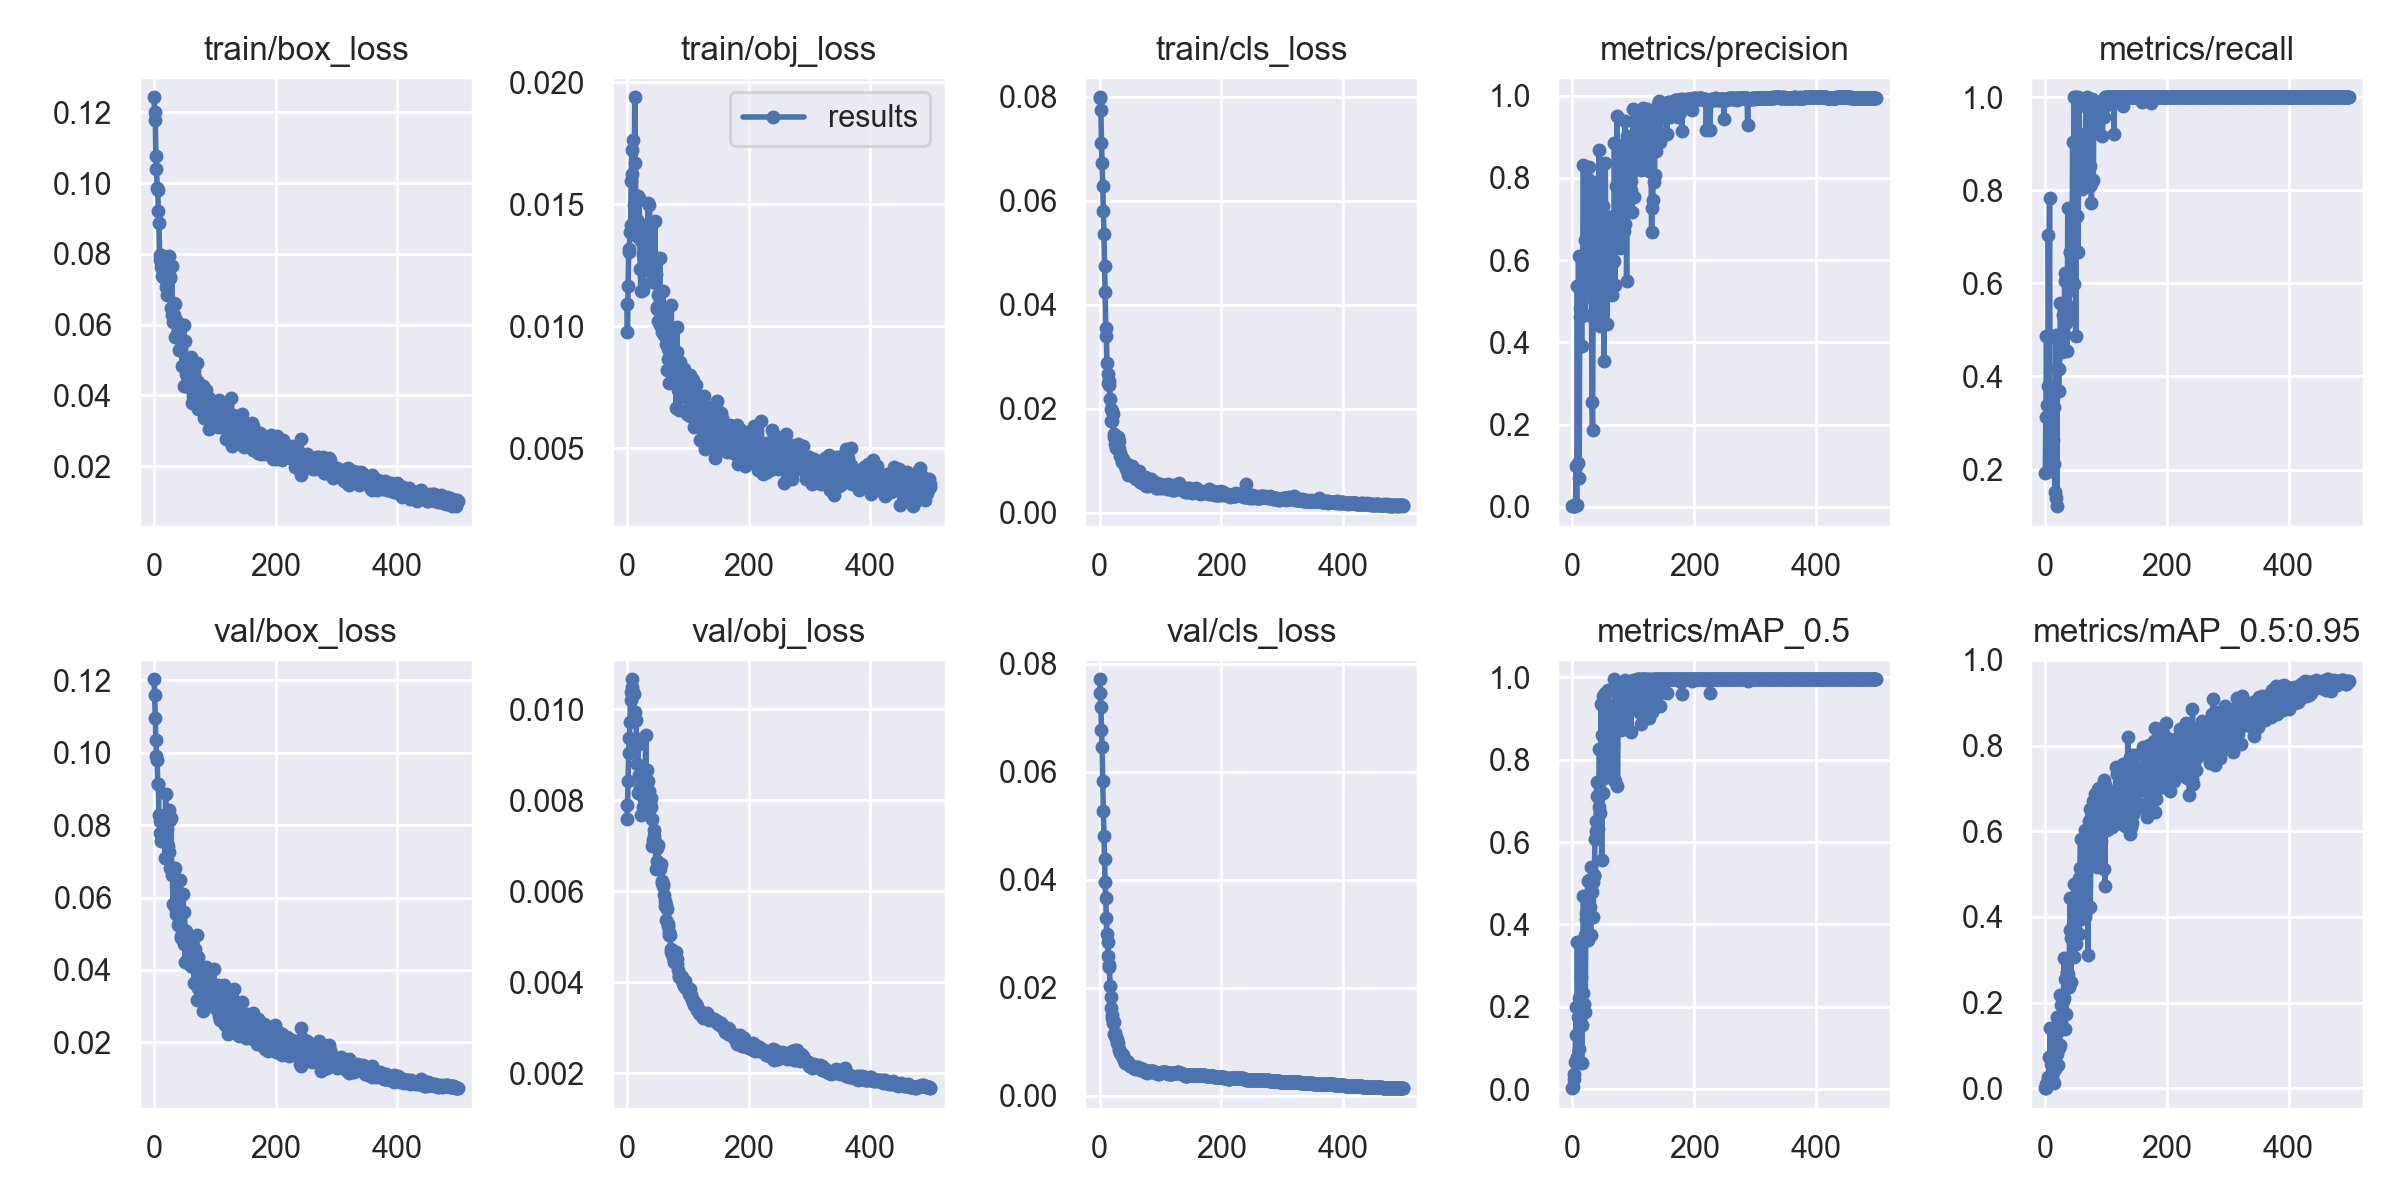 train/box_loss
0.12
0.10
0.08
0.06
0.04
0.02
0 200 400
train/obj_loss
results
0.020
0.015
0.010
0.005
0 200 400
train/cls_loss
0.08
0.06
0.04
0.02
0.00
0 200 400
metrics/precision
1.0
0.8
0.6
0.4
0.2
0.0
0 200 400
metrics/recall
1.0
0.8
0.6
0.4
0.2
0 200 400
val/box_loss
0.12
0.10
0.08
0.06
0.04
0.02
0 200 400
val/obj_loss
0.010
0.008
0.006
0.004
0.002
0 200 400
val/cls_loss
0.08
0.06
0.04
0.02
0.00
0 200 400
metrics/mAP_0.5
1.0
0.8
0.6
0.4
0.2
0.0
0 200 400
metrics/mAP_0.5:0.95
1.0
0.8
0.6
0.4
0.2
0.0
0 200 400